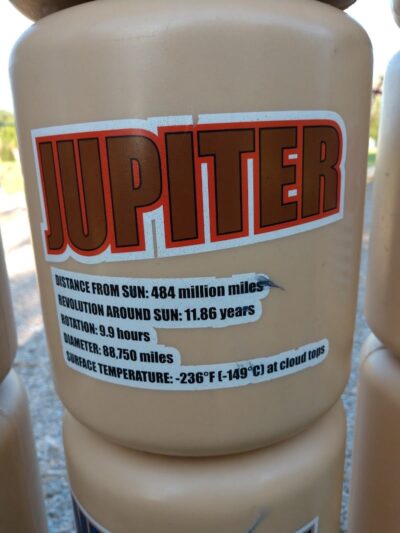 JUPITER
DISTANCE FROM SUN: 484 million miles
REVOLUTION AROUND SUN: 11.86 years
ROTATION: 9.9 hours
DIAMETER: 88,750 miles
SURFACE TEMPERATURE: -236°F (-149°C) at cloud tops